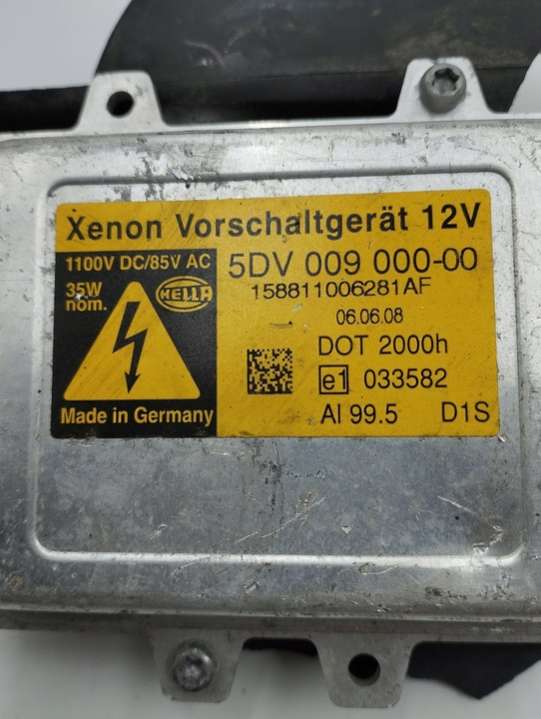 Xenon Vorschaltgerät 12V
1100V DC/85V AC
35W
nom.
HELLA
5DV 009 000-00
158811006281AF
06.06.08
DOT 2000h
e1 033582
Made in Germany
Al 99.5 D1S